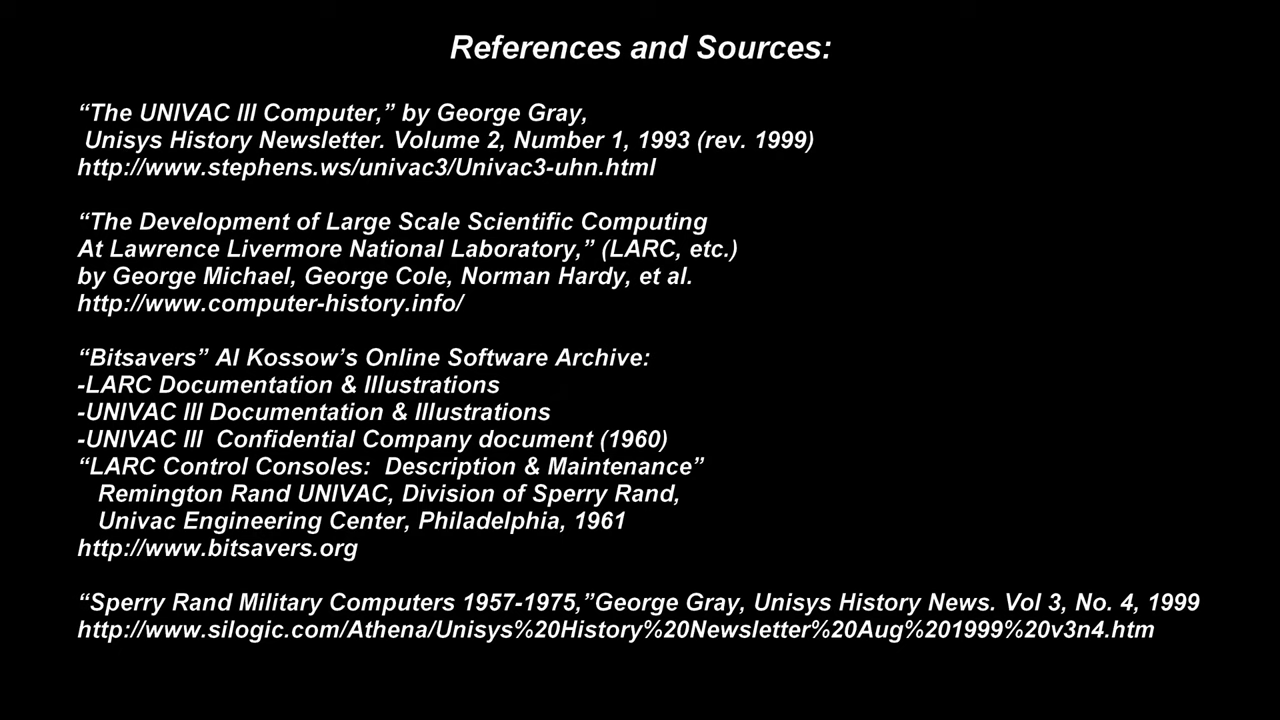 References and Sources:
“The UNIVAC III Computer,” by George Gray,
Unisys History Newsletter. Volume 2, Number 1, 1993 (rev. 1999)
http://www.stephens.ws/univac3/Univac3-uhn.html
“The Development of Large Scale Scientific Computing
At Lawrence Livermore National Laboratory,” (LARC, etc.)
by George Michael, George Cole, Norman Hardy, et al.
http://www.computer-history.info/
“Bitsavers” Al Kossow’s Online Software Archive:
-LARC Documentation & Illustrations
-UNIVAC III Documentation & Illustrations
-UNIVAC III  Confidential Company document (1960)
“LARC Control Consoles:  Description & Maintenance”
Remington Rand UNIVAC, Division of Sperry Rand,
Univac Engineering Center, Philadelphia, 1961
http://www.bitsavers.org
“Sperry Rand Military Computers 1957-1975,”George Gray, Unisys History News. Vol 3, No. 4, 1999
http://www.silogic.com/Athena/Unisys%20History%20Newsletter%20Aug%201999%20v3n4.htm